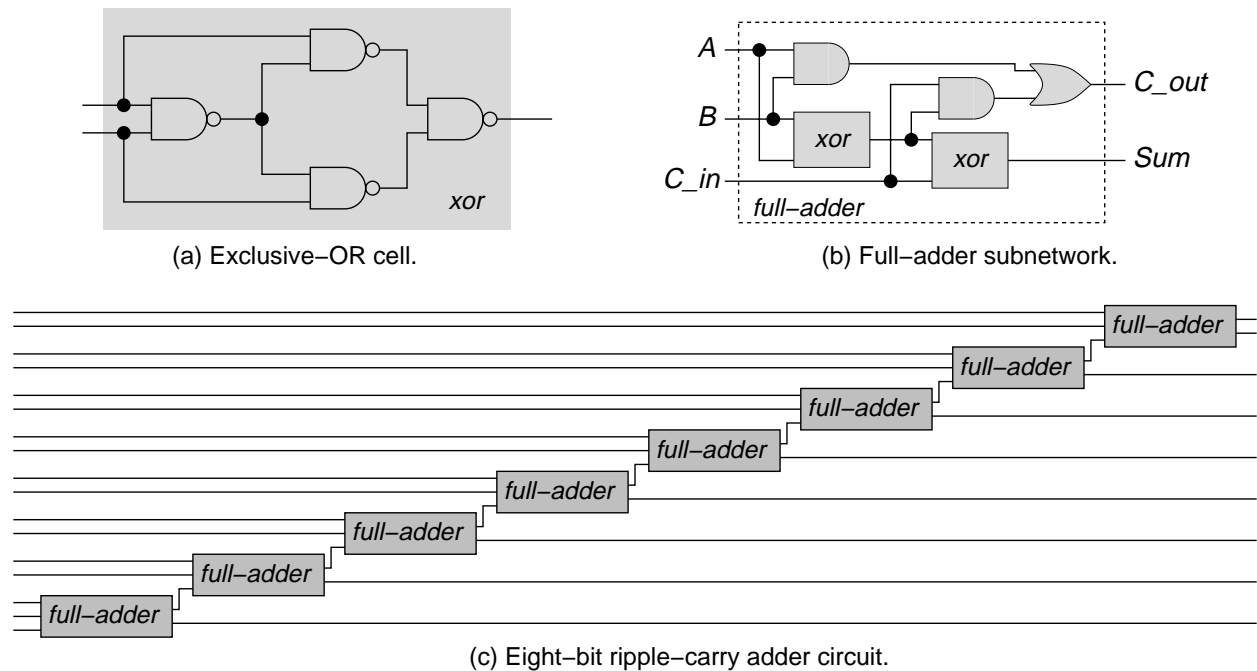 xor
(a) Exclusive–OR cell.
A
B
C_in
xor
xor
C_out
Sum
full–adder
(b) Full–adder subnetwork.
full–adder
full–adder
full–adder
full–adder
full–adder
full–adder
full–adder
full–adder
(c) Eight–bit ripple–carry adder circuit.